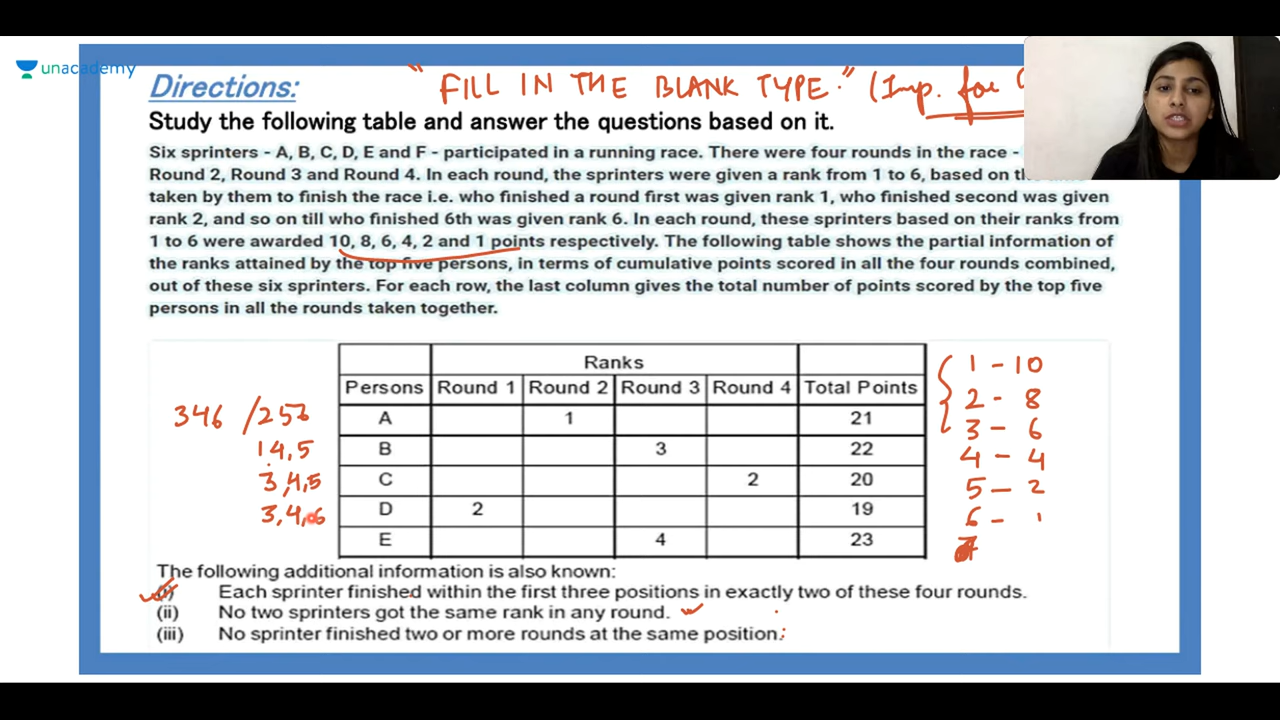 unacademy
Directions:
" FILL IN THE BLANK TYPE." (Imp. for
Study the following table and answer the questions based on it.
Six sprinters - A, B, C, D, E and F - participated in a running race. There were four rounds in the race -
Round 2, Round 3 and Round 4. In each round, the sprinters were given a rank from 1 to 6, based on the
taken by them to finish the race i.e. who finished a round first was given rank 1, who finished second was given
rank 2, and so on till who finished 6th was given rank 6. In each round, these sprinters based on their ranks from
1 to 6 were awarded 10, 8, 6, 4, 2 and 1 points respectively. The following table shows the partial information of
the ranks attained by the top five persons, in terms of cumulative points scored in all the four rounds combined,
out of these six sprinters. For each row, the last column gives the total number of points scored by the top five
persons in all the rounds taken together.
Ranks
Persons Round 1 Round 2 Round 3 Round 4 Total Points
A 1 21
B 3 22
C 2 20
D 2 19
E 4 23
346 /253
14,5
3,4,5
3,4,6
1 - 10
2 - 8
3 - 6
4 - 4
5 - 2
6 - 1
The following additional information is also known:
(i) Each sprinter finished within the first three positions in exactly two of these four rounds.
(ii) No two sprinters got the same rank in any round.
(iii) No sprinter finished two or more rounds at the same position.